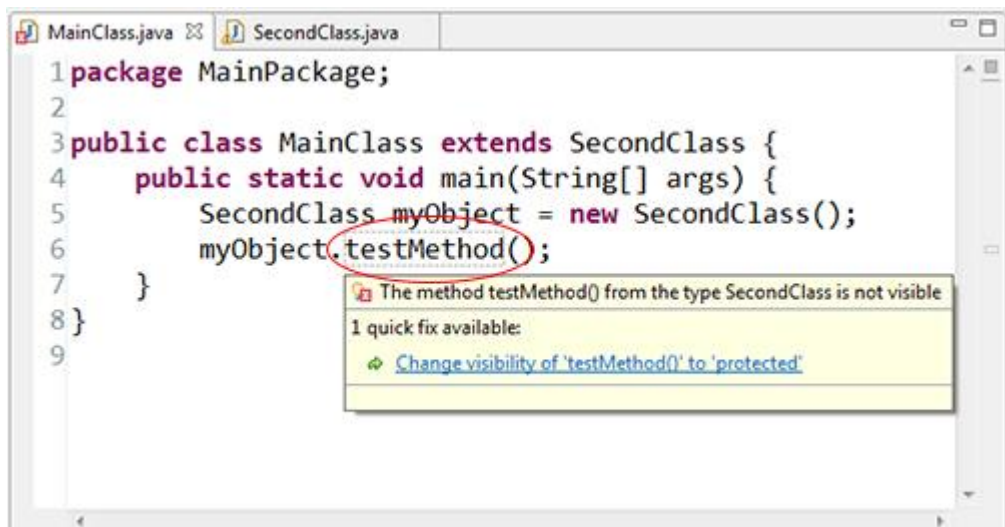 MainClass.java SecondClass.java
1 package MainPackage;
2
3 public class MainClass extends SecondClass {
4 public static void main(String[] args) {
5 SecondClass myObject = new SecondClass();
6 myObject.testMethod();
7 }
8 }
9
The method testMethod() from the type SecondClass is not visible
1 quick fix available:
Change visibility of 'testMethod()' to 'protected'